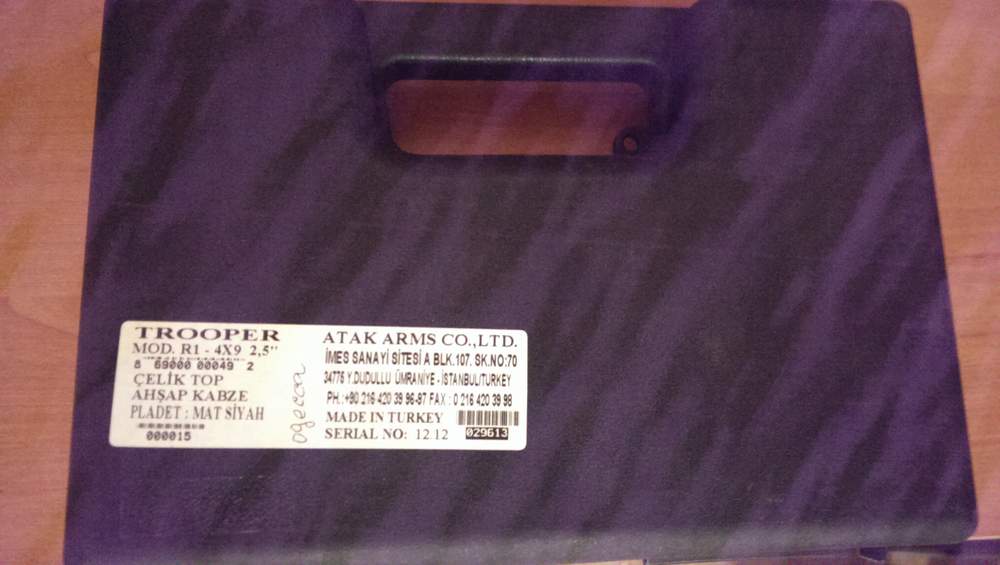 TROOPER
MOD. R1 - 4X9 2,5"
8 69000 00049 2
ÇELİK TOP
AHŞAP KABZE
PLADET : MAT SİYAH
000015
ATAK ARMS CO.,LTD.
İMES SANAYİ SİTESİ A BLK.107. SK.NO:70
34776 Y.DUDULLU ÜMRANİYE - İSTANBUL/TURKEY
PH.:+90 216-420 39 96-97 FAX : 0 216 420 39 98
MADE IN TURKEY
SERIAL NO: 12.12 029613